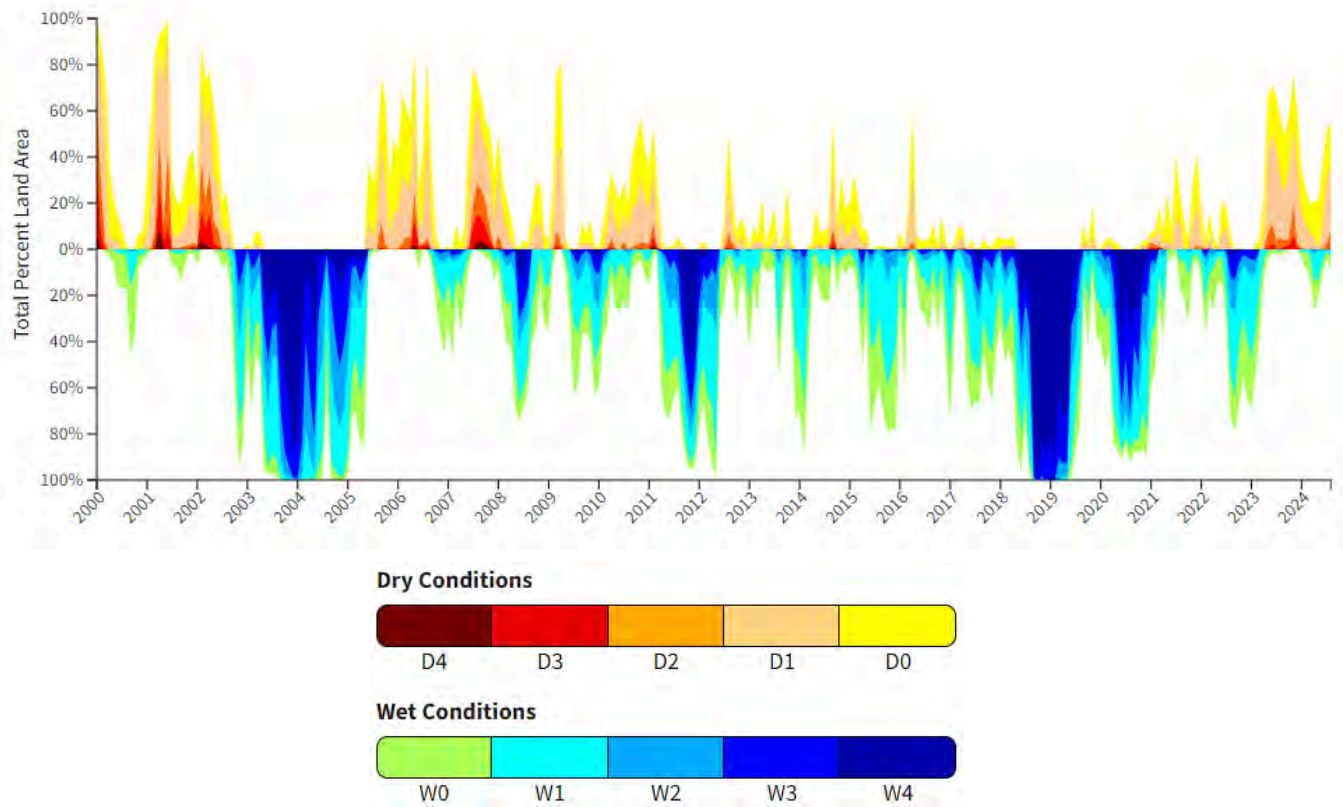 100%
80%
60%
40%
20%
0%
20%
40%
60%
80%
100%
Total Percent Land Area
2000 2001 2002 2003 2004 2005 2006 2007 2008 2009 2010 2011 2012 2013 2014 2015 2016 2017 2018 2019 2020 2021 2022 2023 2024
Dry Conditions
D4 D3 D2 D1 D0
Wet Conditions
W0 W1 W2 W3 W4